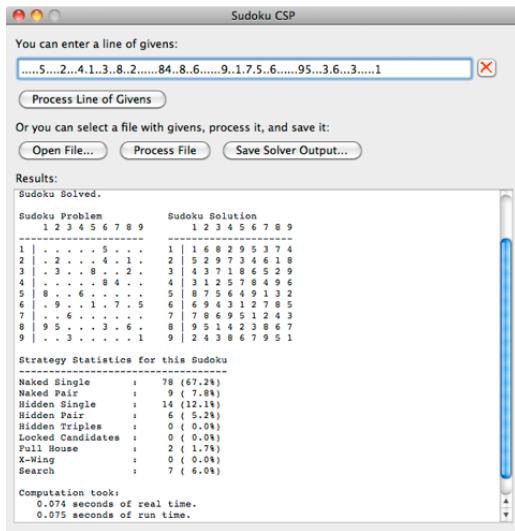 Sudoku CSP
You can enter a line of givens:
.....5....2...4.1..3..8..2......84..8..6......9..1.7.5..6......95...3.6...3.....1
Process Line of Givens
Or you can select a file with givens, process it, and save it:
Open File... Process File Save Solver Output...
Results:
Sudoku Solved.
Sudoku Problem Sudoku Solution
1 2 3 4 5 6 7 8 9 1 2 3 4 5 6 7 8 9
--------------------- ---------------------
1 | . . . . . 5 . . . 1 | 1 6 8 2 9 5 3 7 4
2 | . 2 . . . 4 . 1 . 2 | 5 2 9 7 3 4 6 1 8
3 | . 3 . . 8 . . 2 . 3 | 4 3 7 1 8 6 5 2 9
4 | . . . . . 8 4 . . 4 | 3 1 2 5 7 8 4 9 6
5 | 8 . . 6 . . . . . 5 | 8 7 5 6 4 9 1 3 2
6 | . 9 . . 1 . 7 . 5 6 | 6 9 4 3 1 2 7 8 5
7 | . . 6 . . . . . . 7 | 7 8 6 9 5 1 2 4 3
8 | 9 5 . . . 3 . 6 . 8 | 9 5 1 4 2 3 8 6 7
9 | . . 3 . . . . . 1 9 | 2 4 3 8 6 7 9 5 1
Strategy Statistics for this Sudoku
-----------------------------------
Naked Single : 78 (67.2%)
Naked Pair : 9 ( 7.8%)
Hidden Single : 14 (12.1%)
Hidden Pair : 6 ( 5.2%)
Hidden Triples : 0 ( 0.0%)
Locked Candidates : 0 ( 0.0%)
Full House : 2 ( 1.7%)
X-Wing : 0 ( 0.0%)
Search : 7 ( 6.0%)
Computation took:
0.074 seconds of real time.
0.075 seconds of run time.